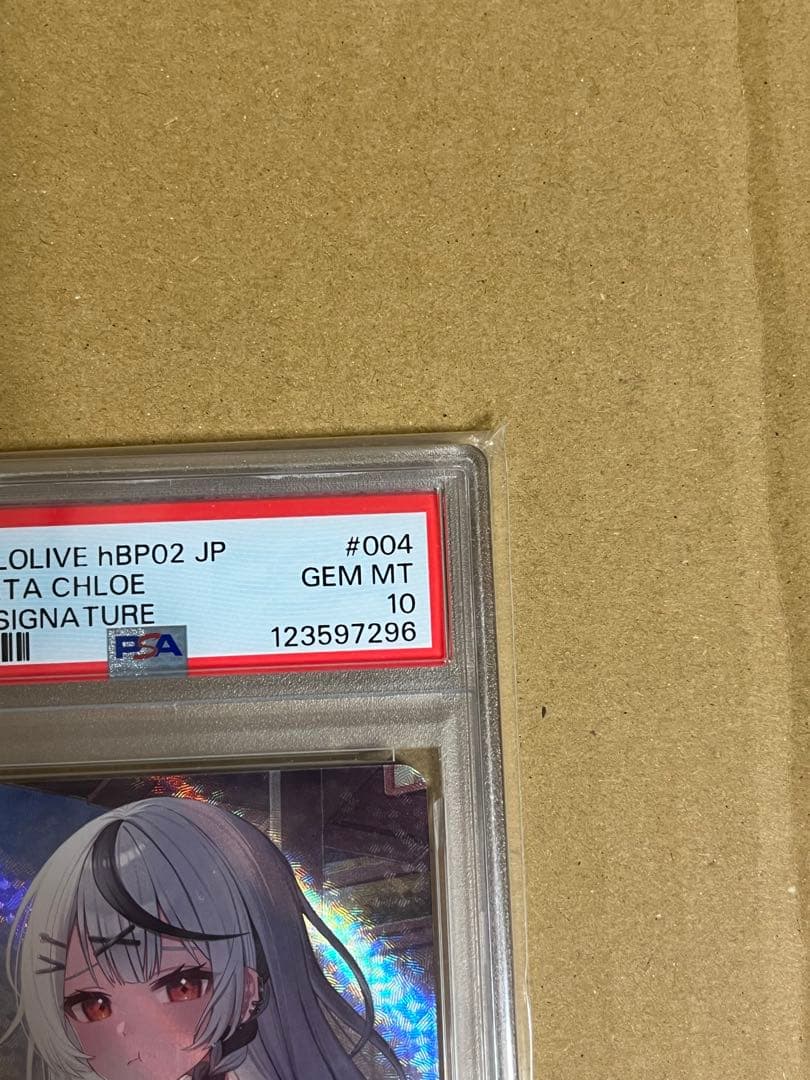 LOLIVE hBP02 JP #004
TA CHLOE GEM MT
SIGNATURE 10
PSA 123597296